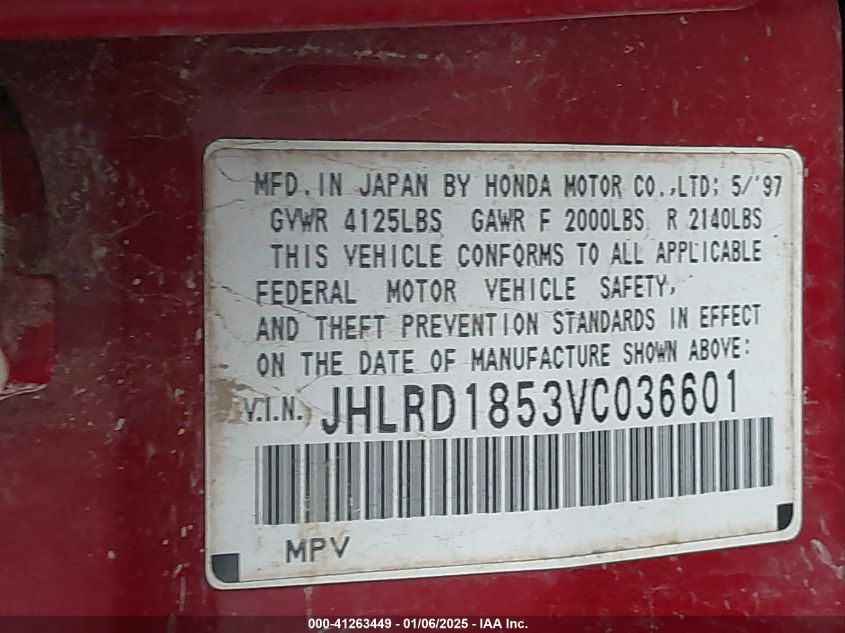 MFD. IN JAPAN BY HONDA MOTOR CO.,LTD; 5/'97
GVWR 4125LBS GAWR F 2000LBS R 2140LBS
THIS VEHICLE CONFORMS TO ALL APPLICABLE
FEDERAL MOTOR VEHICLE SAFETY,
AND THEFT PREVENTION STANDARDS IN EFFECT
ON THE DATE OF MANUFACTURE SHOWN ABOVE:
V.I.N. JHLRD1853VC036601
MPV
000-41263449 - 01/06/2025 - IAA Inc.